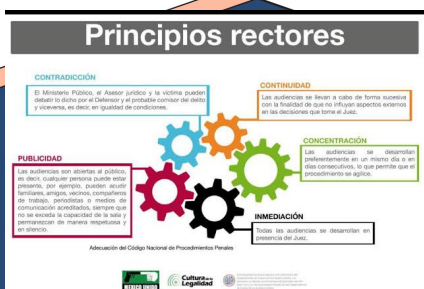 Principios rectores
CONTRADICCIÓN
El Ministerio Público, el Asesor jurídico y la víctima pueden
debatir lo dicho por el Defensor y el probable comisor del delito
y viceversa, es decir, en igualdad de condiciones.
CONTINUIDAD
Las audiencias se llevan a cabo de forma sucesiva
con la finalidad de que no influyan aspectos externos
en las decisiones que tome el Juez.
CONCENTRACIÓN
Las audiencias se desarrollan
preferentemente en un mismo día o en
días consecutivos, lo que permite que el
procedimiento se agilice.
PUBLICIDAD
Las audiencias son abiertas al público,
es decir, cualquier persona puede estar
presente, por ejemplo, pueden acudir
familiares, amigos, vecinos, compañeros
de trabajo, periodistas o medios de
comunicación acreditados, siempre que
no se exceda la capacidad de la sala y
permanezcan de manera respetuosa y
en silencio.
INMEDIACIÓN
Todas las audiencias se desarrollan en
presencia del Juez.
Adecuación del Código Nacional de Procedimientos Penales
MÉXICO UNIDO
Cultura de la
Legalidad